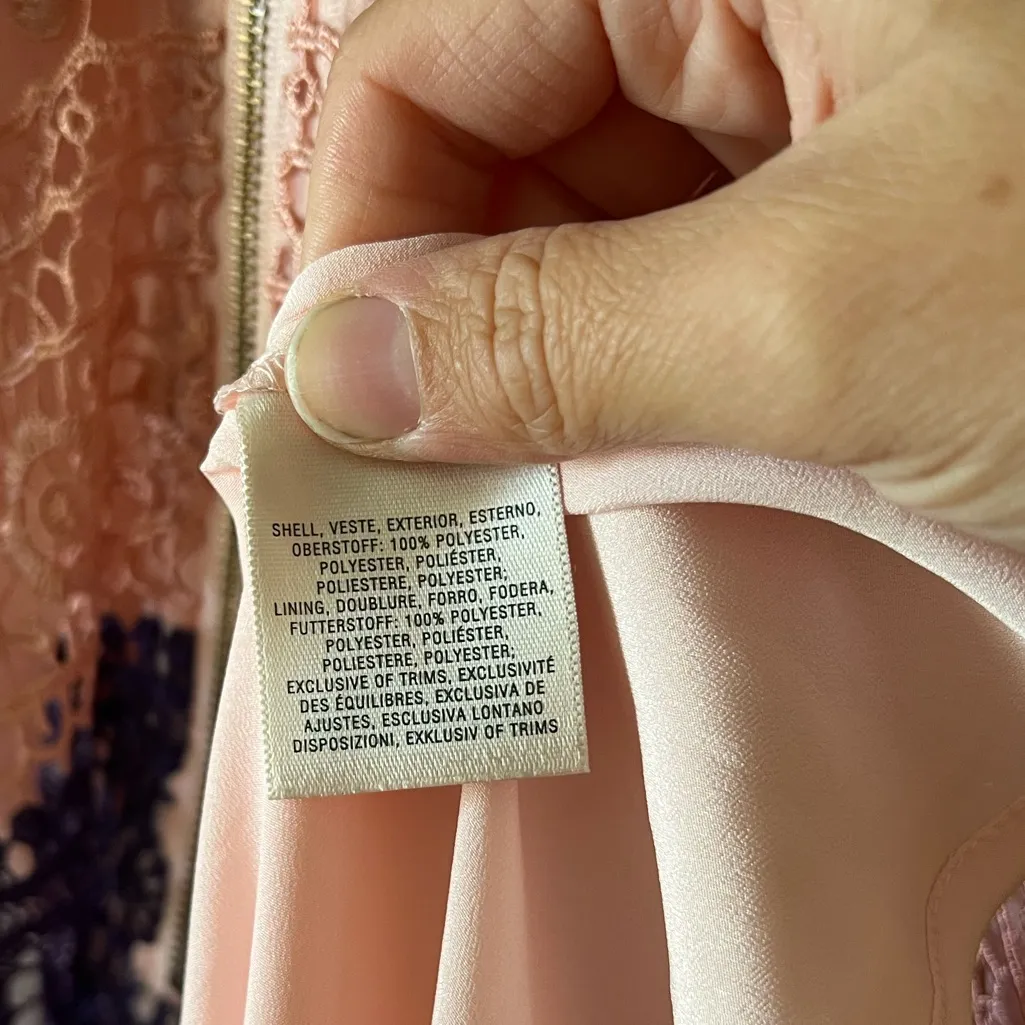 SHELL, VESTE, EXTERIOR, ESTERNO,
OBERSTOFF: 100% POLYESTER,
POLYESTER, POLIÉSTER,
POLIESTERE, POLYESTER;
LINING, DOUBLURE, FORRO, FODERA,
FUTTERSTOFF: 100% POLYESTER,
POLYESTER, POLIÉSTER,
POLIESTERE, POLYESTER;
EXCLUSIVE OF TRIMS, EXCLUSIVITÉ
DES ÉQUILIBRES, EXCLUSIVA DE
AJUSTES, ESCLUSIVA LONTANO
DISPOSIZIONI, EXKLUSIV OF TRIMS